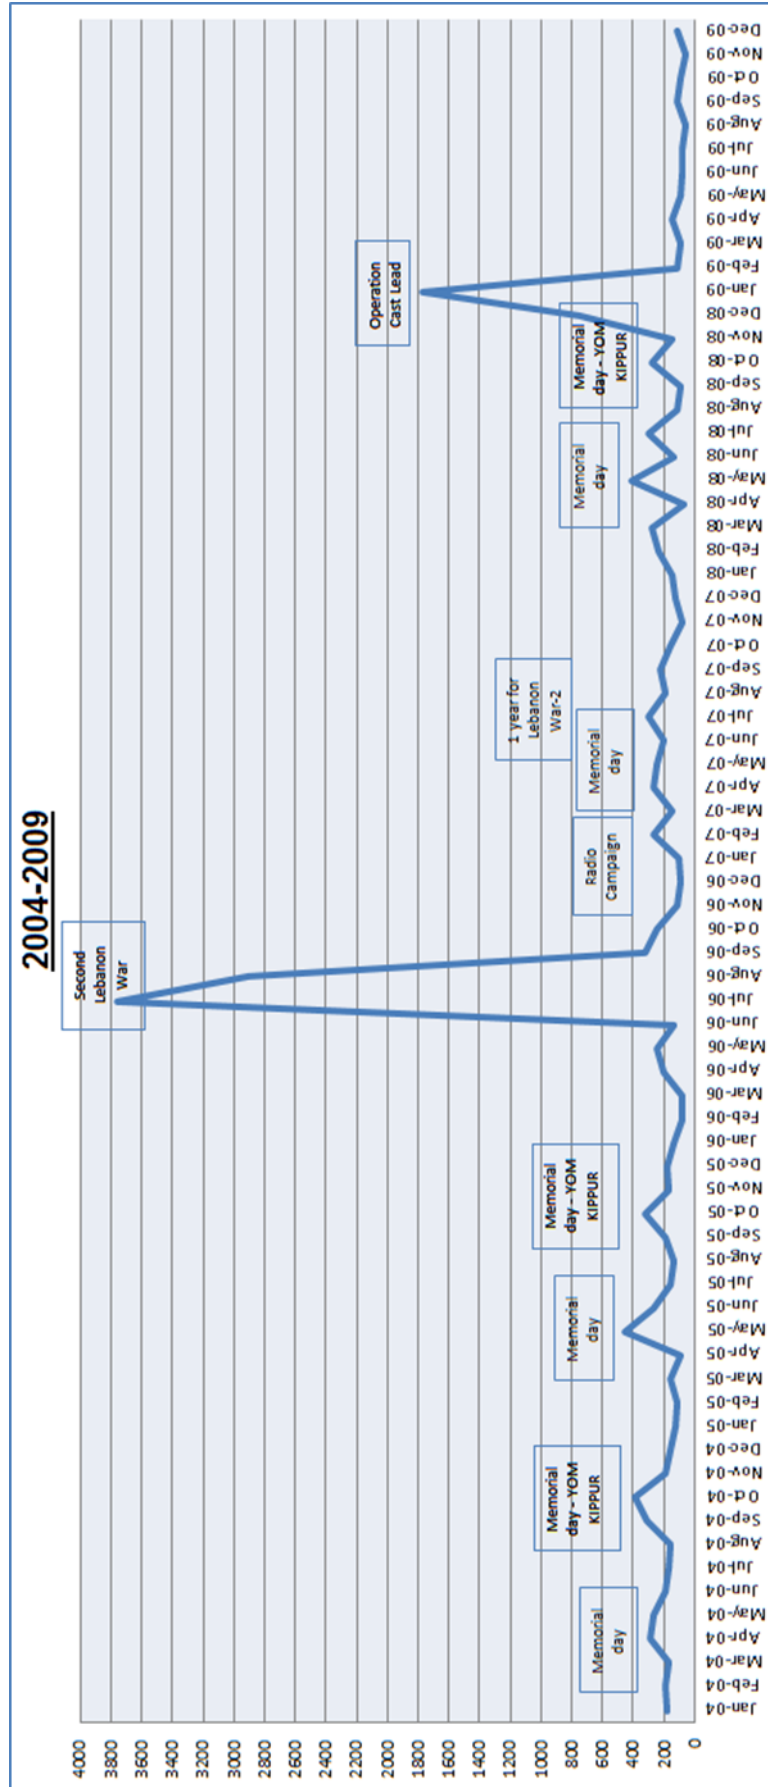 2004-2009
4000
3800
3600
3400
3200
3000
2800
2600
2400
2200
2000
1800
1600
1400
1200
1000
800
600
400
200
0
Memorial
day
Memorial
day - YOM
KIPPUR
Memorial
day
Memorial
day - YOM
KIPPUR
Second
Lebanon
War
Radio
Campaign
Memorial
day
1 year for
Lebanon
War-2
Memorial
day
Memorial
day - YOM
KIPPUR
Operation
Cast Lead
Jan-04
Feb-04
Mar-04
Apr-04
May-04
Jun-04
Jul-04
Aug-04
Sep-04
Oct-04
Nov-04
Dec-04
Jan-05
Feb-05
Mar-05
Apr-05
May-05
Jun-05
Jul-05
Aug-05
Sep-05
Oct-05
Nov-05
Dec-05
Jan-06
Feb-06
Mar-06
Apr-06
May-06
Jun-06
Jul-06
Aug-06
Sep-06
Oct-06
Nov-06
Dec-06
Jan-07
Feb-07
Mar-07
Apr-07
May-07
Jun-07
Jul-07
Aug-07
Sep-07
Oct-07
Nov-07
Dec-07
Jan-08
Feb-08
Mar-08
Apr-08
May-08
Jun-08
Jul-08
Aug-08
Sep-08
Oct-08
Nov-08
Dec-08
Jan-09
Feb-09
Mar-09
Apr-09
May-09
Jun-09
Jul-09
Aug-09
Sep-09
Oct-09
Nov-09
Dec-09